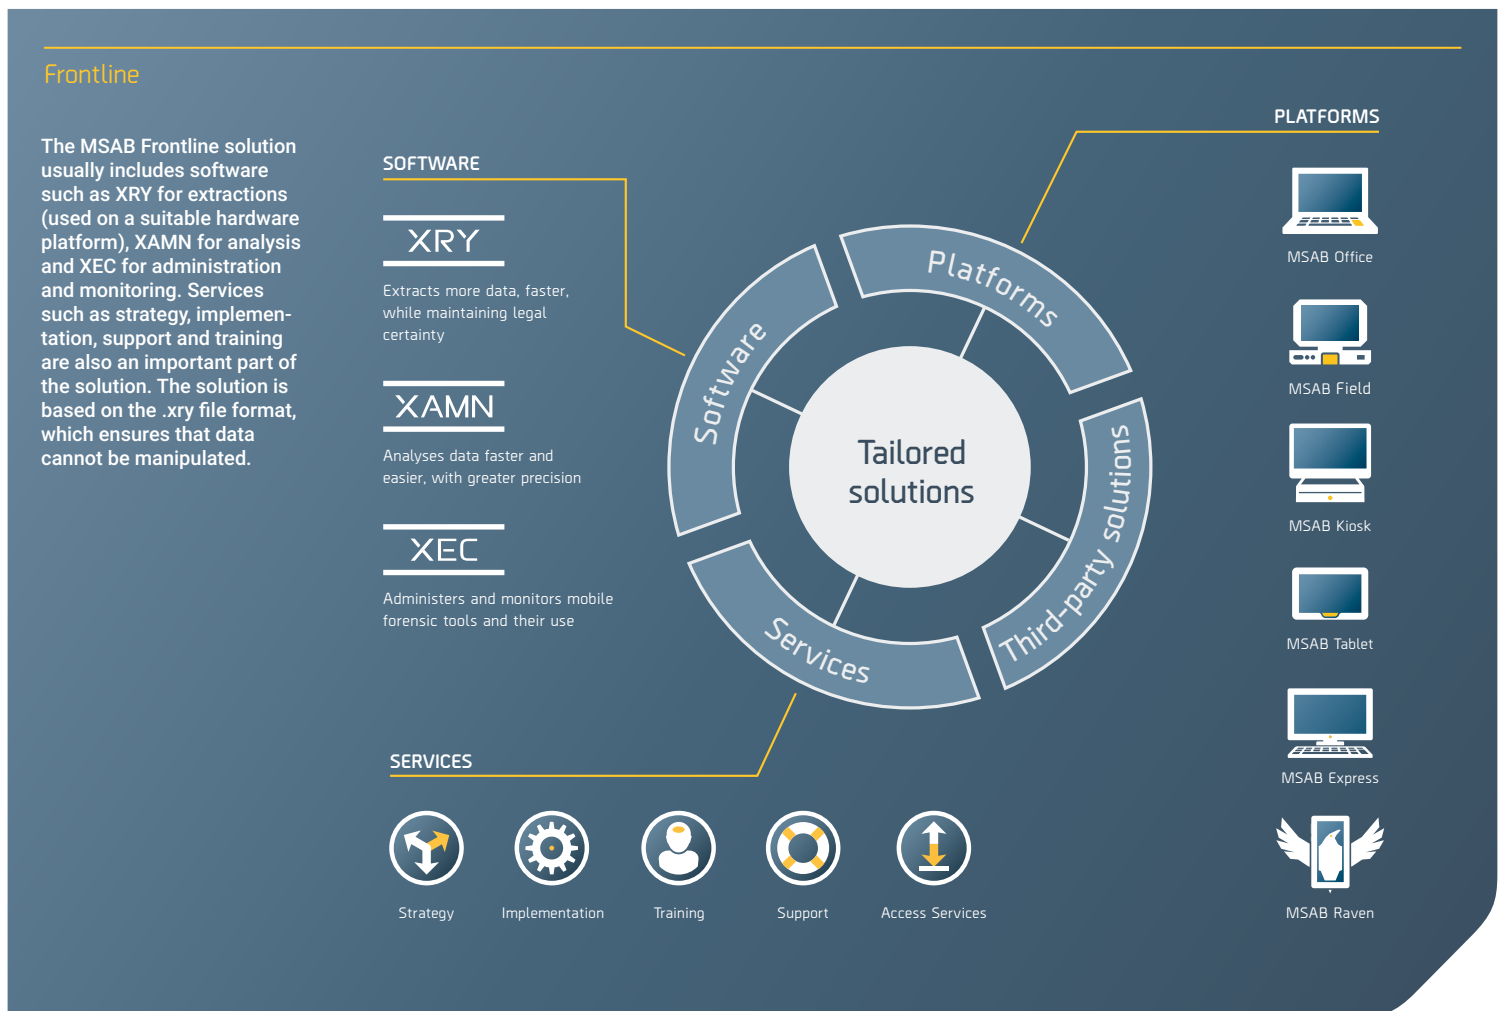 Frontline
The MSAB Frontline solution
usually includes software
such as XRY for extractions
(used on a suitable hardware
platform), XAMN for analysis
and XEC for administration
and monitoring. Services
such as strategy, implemen-
tation, support and training
are also an important part of
the solution. The solution is
based on the .xry file format,
which ensures that data
cannot be manipulated.
SOFTWARE
XRY
Extracts more data, faster,
while maintaining legal
certainty
XAMN
Analyses data faster and
easier, with greater precision
XEC
Administers and monitors mobile
forensic tools and their use
Software
Platforms
Third-party solutions
Services
Tailored
solutions
PLATFORMS
MSAB Office
MSAB Field
MSAB Kiosk
MSAB Tablet
MSAB Express
MSAB Raven
SERVICES
Strategy
Implementation
Training
Support
Access Services